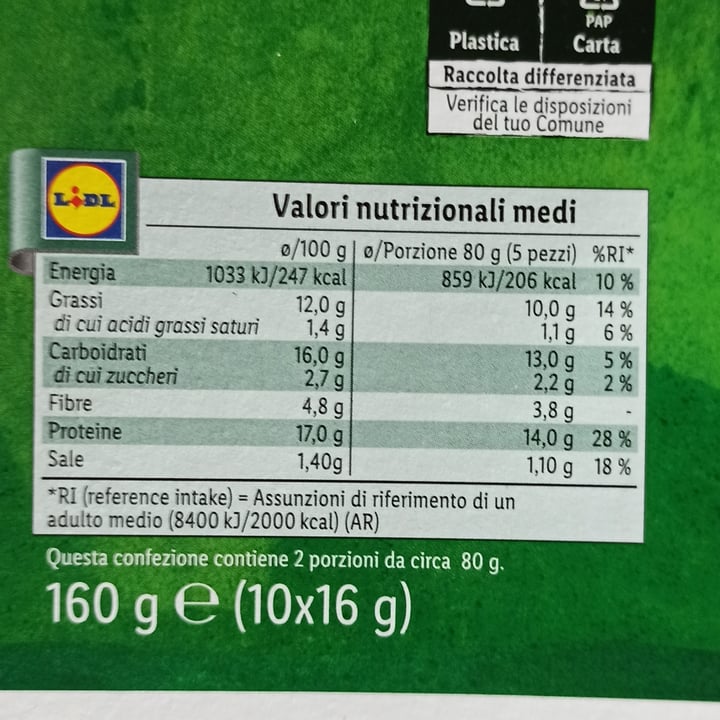 PAP
Plastica Carta
Raccolta differenziata
Verifica le disposizioni
del tuo Comune
LIDL
Valori nutrizionali medi
ø/100 g ø/Porzione 80 g (5 pezzi) %RI*
Energia 1033 kJ/247 kcal 859 kJ/206 kcal 10 %
Grassi 12,0 g 10,0 g 14 %
di cui acidi grassi saturi 1,4 g 1,1 g 6 %
Carboidrati 16,0 g 13,0 g 5 %
di cui zuccheri 2,7 g 2,2 g 2 %
Fibre 4,8 g 3,8 g -
Proteine 17,0 g 14,0 g 28 %
Sale 1,40g 1,10 g 18 %
*RI (reference intake) = Assunzioni di riferimento di un
adulto medio (8400 kJ/2000 kcal) (AR)
Questa confezione contiene 2 porzioni da circa 80 g.
160 g ℮ (10x16 g)